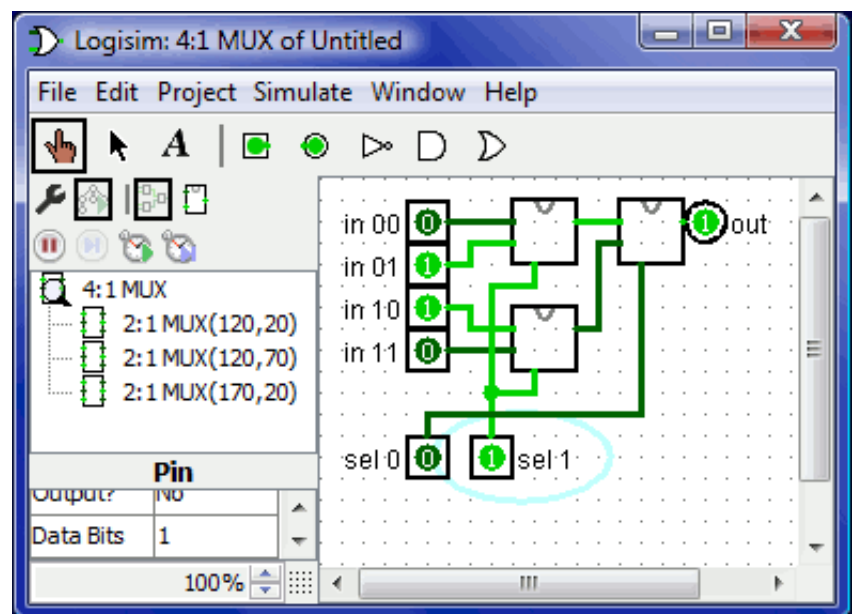 Logisim: 4:1 MUX of Untitled
File Edit Project Simulate Window Help
A
4:1 MUX
2:1 MUX(120,20)
2:1 MUX(120,70)
2:1 MUX(170,20)
Pin
Output? No
Data Bits 1
100%
in 00 0 1 out
in 01 1
in 10 1
in 11 0
sel 0 0 1 sel 1